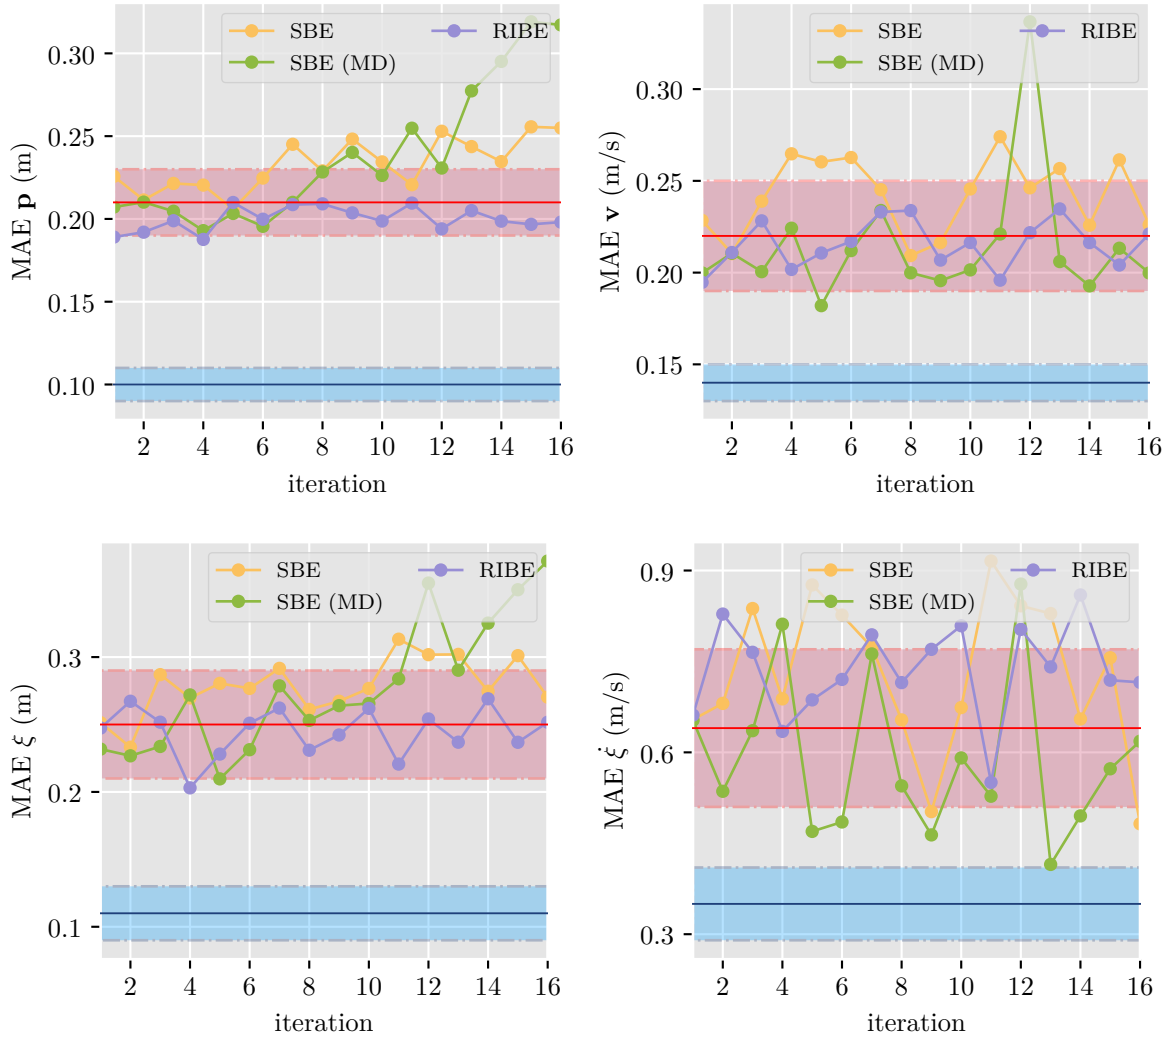 SBE
RIBE
SBE (MD)
MAE p (m)
0.30
0.25
0.20
0.15
0.10
2 4 6 8 10 12 14 16
iteration
SBE
RIBE
SBE (MD)
MAE v (m/s)
0.30
0.25
0.20
0.15
2 4 6 8 10 12 14 16
iteration
SBE
RIBE
SBE (MD)
MAE ξ (m)
0.3
0.2
0.1
2 4 6 8 10 12 14 16
iteration
SBE
RIBE
SBE (MD)
MAE ξ̇ (m/s)
0.9
0.6
0.3
2 4 6 8 10 12 14 16
iteration